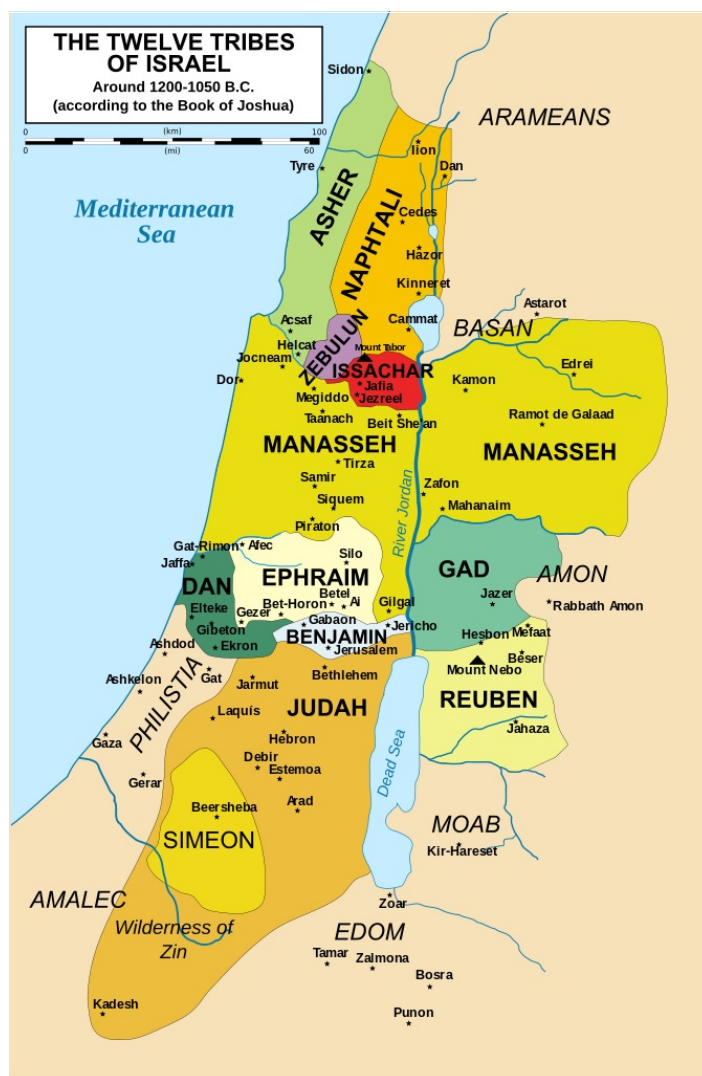 THE TWELVE TRIBES
OF ISRAEL
Around 1200-1050 B.C.
(according to the Book of Joshua)
0 (km) 100
0 (mi) 60
Sidon
ARAMEANS
Iion
Tyre
Dan
Mediterranean
Sea
ASHER
NAPHTALI
Cedes
Hazor
Kinneret
Astarot
Acsaf
Cammat
BASAN
ZEBULUN
Helcat
Mount Tabor
Jocneam
ISSACHAR
Edrei
Dor
Jafia
Kamon
Megiddo
Jezreel
Taanach
Beit She'an
Ramot de Galaad
MANASSEH
MANASSEH
Tirza
Samir
Zafon
Siquem
Mahanaim
River Jordan
Piraton
Gat-Rimon
Afec
Silo
Jaffa
DAN
EPHRAIM
GAD
AMON
Betel
Jazer
Elteke
Bet-Horon
Ai
Gilgal
Rabbath Amon
Gezer
Gabaon
Gibeton
BENJAMIN
Jericho
Mefaat
Hesbon
Ashdod
Ekron
Jerusalem
Beser
Gat
Bethlehem
Mount Nebo
Ashkelon
Jarmut
PHILISTIA
JUDAH
REUBEN
Laquís
Jahaza
Gaza
Hebron
Debir
Estemoa
Dead Sea
Gerar
Beersheba
Arad
SIMEON
MOAB
Kir-Hareset
AMALEC
Zoar
Wilderness of
Zin
EDOM
Tamar
Zalmona
Bosra
Kadesh
Punon